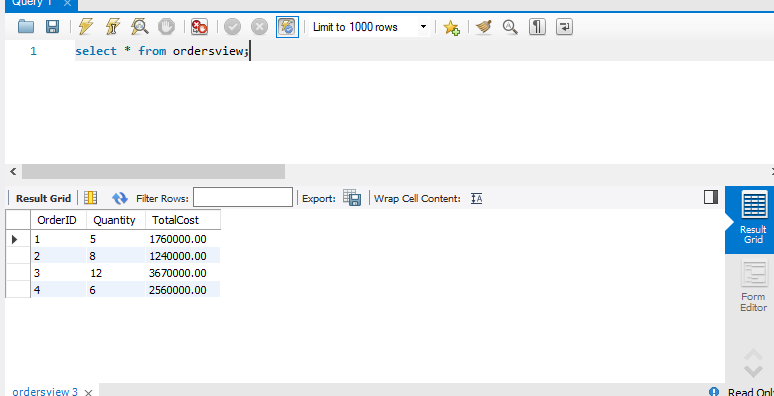 Query 1
Limit to 1000 rows
1 select * from ordersview;
Result Grid Filter Rows: Export: Wrap Cell Content:
OrderID Quantity TotalCost
1 5 1760000.00
2 8 1240000.00
3 12 3670000.00
4 6 2560000.00
Result
Grid
Form
Editor
ordersview 3 Read Only